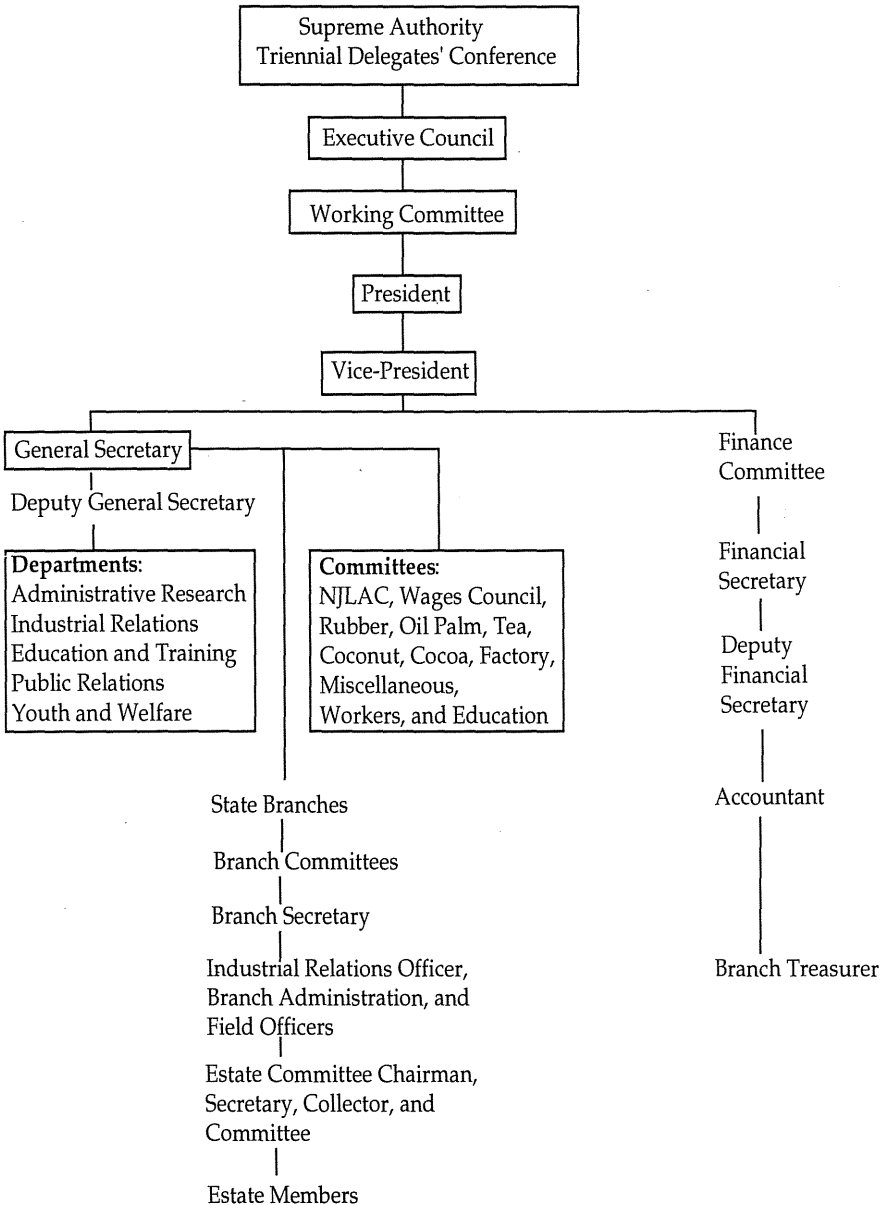 Supreme Authority
Triennial Delegates' Conference
Executive Council
Working Committee
President
Vice-President
General Secretary
Deputy General Secretary
Departments:
Administrative Research
Industrial Relations
Education and Training
Public Relations
Youth and Welfare
Committees:
NJLAC, Wages Council,
Rubber, Oil Palm, Tea,
Coconut, Cocoa, Factory,
Miscellaneous,
Workers, and Education
State Branches
Branch Committees
Branch Secretary
Industrial Relations Officer,
Branch Administration, and
Field Officers
Estate Committee Chairman,
Secretary, Collector, and
Committee
Estate Members
Finance
Committee
Financial
Secretary
Deputy
Financial
Secretary
Accountant
Branch Treasurer